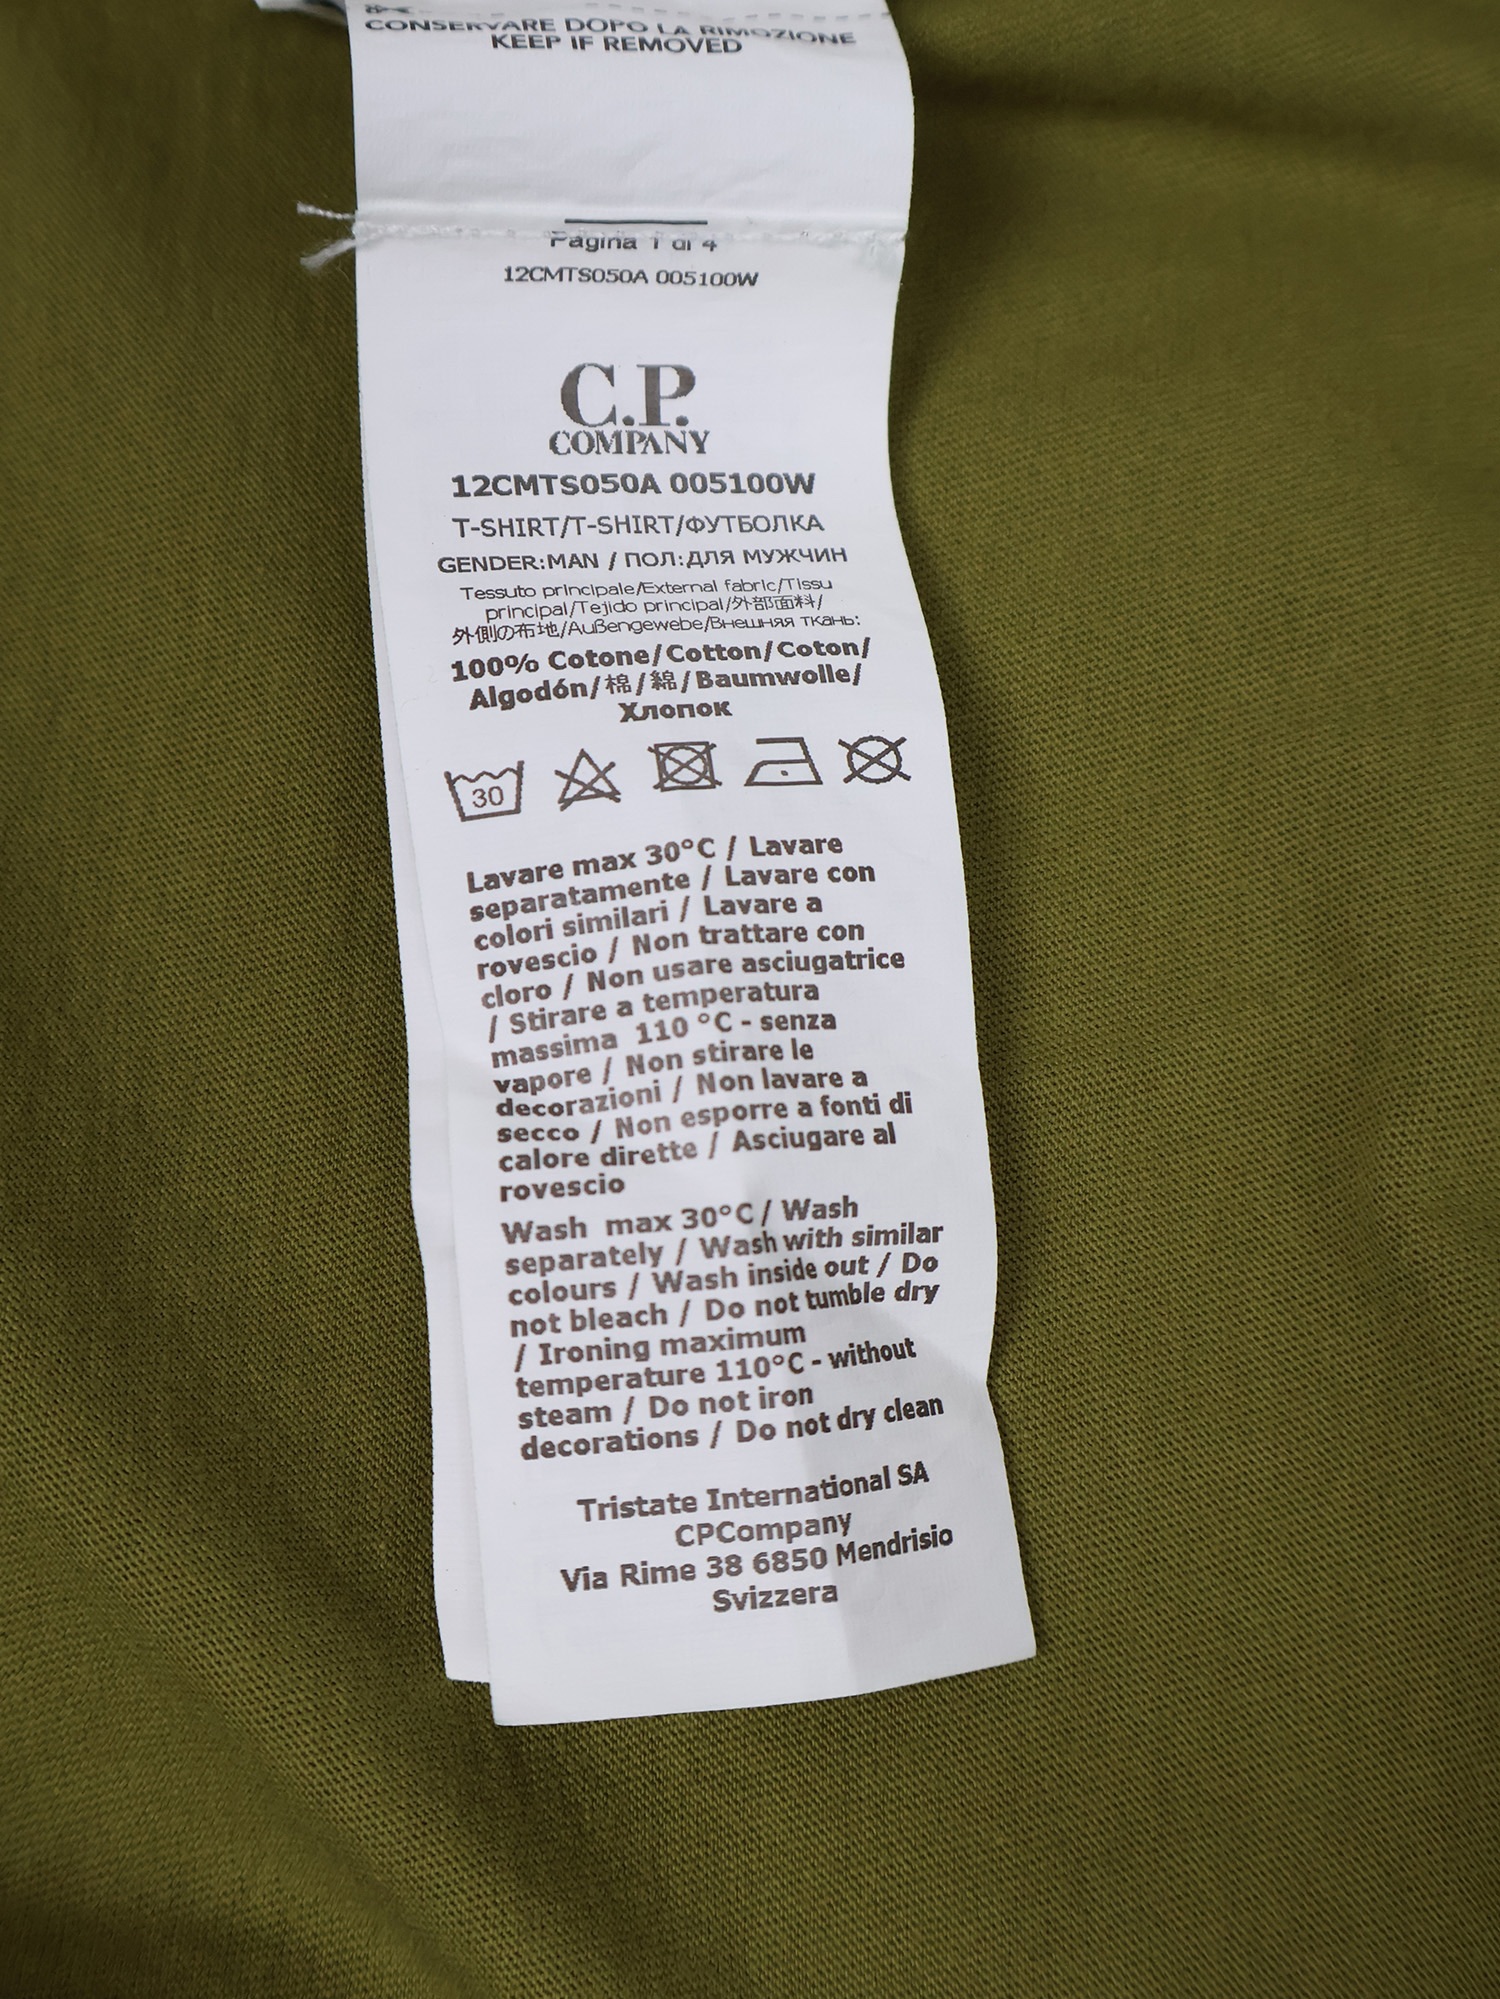 CONSERVARE DOPO LA RIMOZIONE
KEEP IF REMOVED
Pagina 1 di 4
12CMTS050A 005100W
C.P.
COMPANY
12CMTS050A 005100W
T-SHIRT/T-SHIRT/ФУТБОЛКА
GENDER:MAN / ПОЛ:ДЛЯ МУЖЧИН
Tessuto principale/External fabric/Tissu
principal/Tejido principal/外部面料/
外側の布地/Außengewebe/Внешняя ткань:
100% Cotone/Cotton/Coton/
Algodón/棉/綿/Baumwolle/
Хлопок
30
Lavare max 30°C / Lavare
separatamente / Lavare con
colori similari / Lavare a
rovescio / Non trattare con
cloro / Non usare asciugatrice
/ Stirare a temperatura
massima 110 °C - senza
vapore / Non stirare le
decorazioni / Non lavare a
secco / Non esporre a fonti di
calore dirette / Asciugare al
rovescio
Wash max 30°C / Wash
separately / Wash with similar
colours / Wash inside out / Do
not bleach / Do not tumble dry
/ Ironing maximum
temperature 110°C - without
steam / Do not iron
decorations / Do not dry clean
Tristate International SA
CPCompany
Via Rime 38 6850 Mendrisio
Svizzera